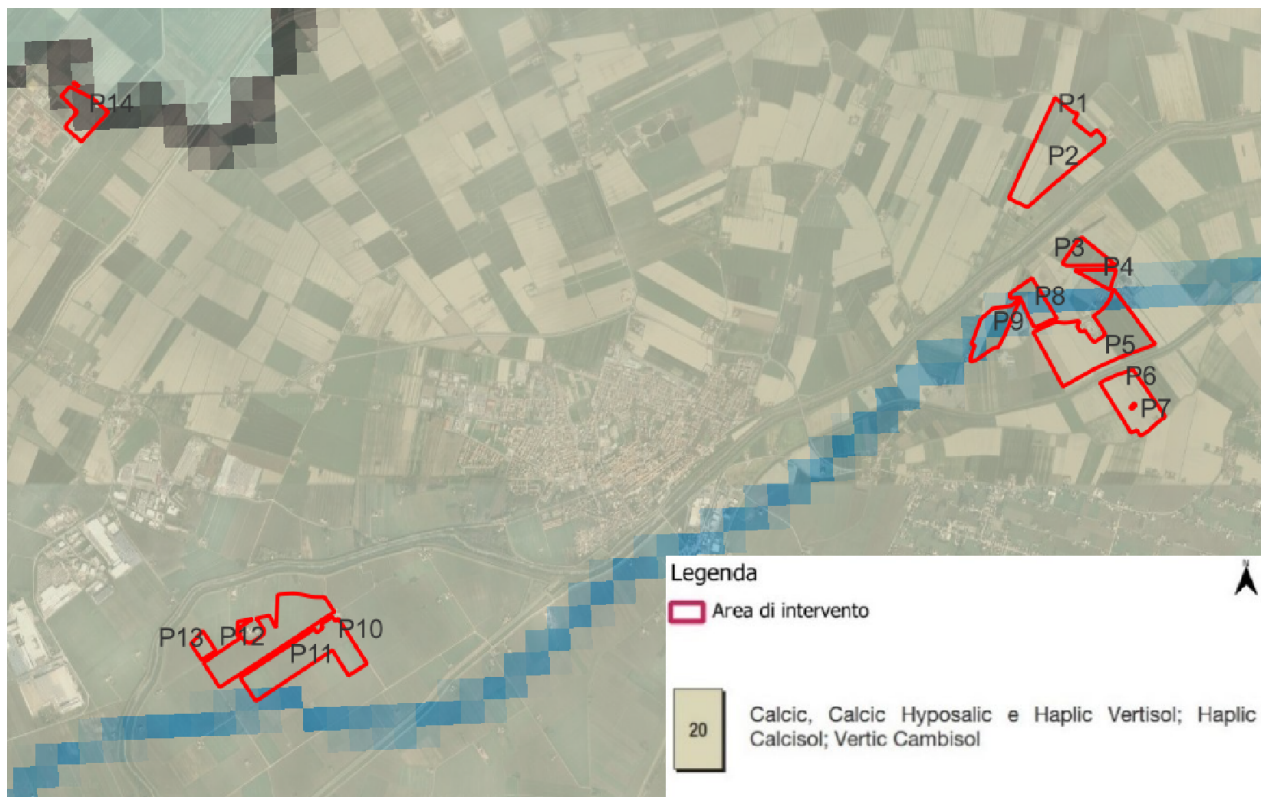 P14
P1
P2
P3
P4
P8
P9
P5
P6
P7
P10
P13
P12
P11
Legenda
N
Area di intervento
20
Calcic, Calcic Hyposalic e Haplic Vertisol; Haplic
Calcisol; Vertic Cambisol